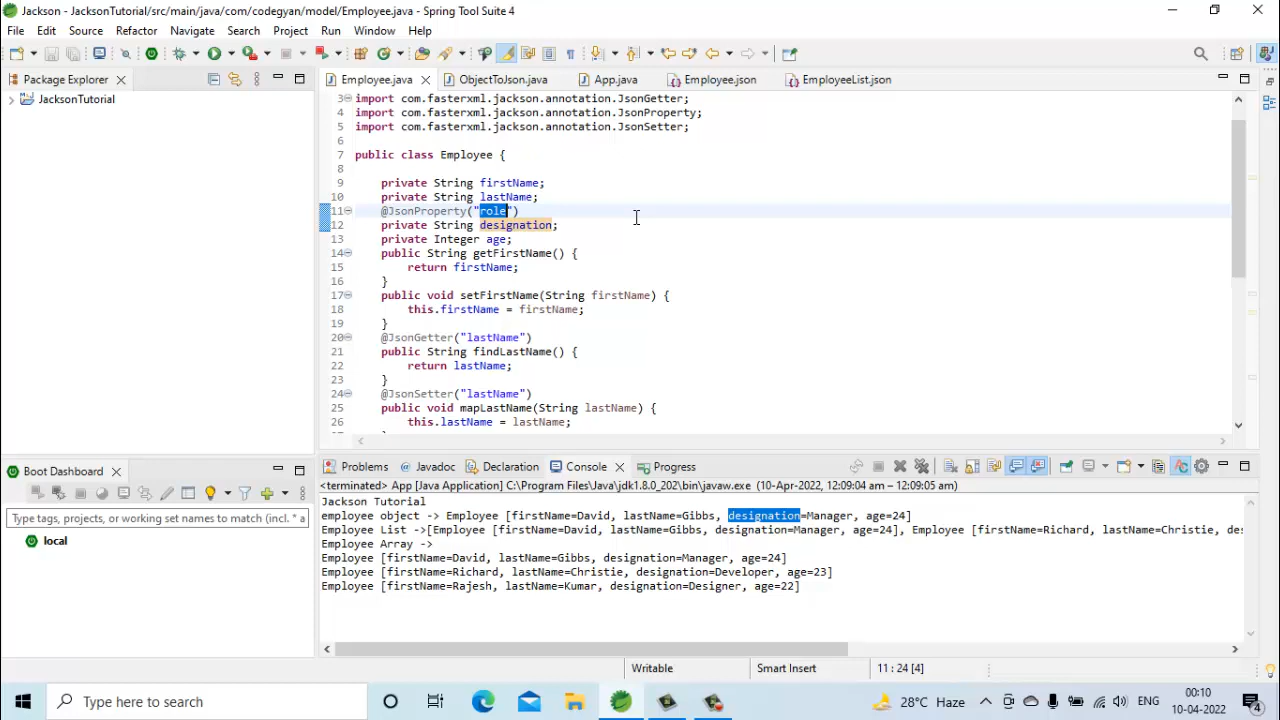 Jackson - JacksonTutorial/src/main/java/com/codegyan/model/Employee.java - Spring Tool Suite 4
File Edit Source Refactor Navigate Search Project Run Window Help
Package Explorer
JacksonTutorial
Employee.java ObjectToJson.java App.java Employee.json EmployeeList.json
3 import com.fasterxml.jackson.annotation.JsonGetter;
4 import com.fasterxml.jackson.annotation.JsonProperty;
5 import com.fasterxml.jackson.annotation.JsonSetter;
6
7 public class Employee {
8
9 private String firstName;
10 private String lastName;
11 @JsonProperty("role")
12 private String designation;
13 private Integer age;
14 public String getFirstName() {
15 return firstName;
16 }
17 public void setFirstName(String firstName) {
18 this.firstName = firstName;
19 }
20 @JsonGetter("lastName")
21 public String findLastName() {
22 return lastName;
23 }
24 @JsonSetter("lastName")
25 public void mapLastName(String lastName) {
26 this.lastName = lastName;
Boot Dashboard
Type tags, projects, or working set names to match (incl. * a
local
Problems Javadoc Declaration Console Progress
<terminated> App [Java Application] C:\Program Files\Java\jdk1.8.0_202\bin\javaw.exe (10-Apr-2022, 12:09:04 am – 12:09:05 am)
Jackson Tutorial
employee object -> Employee [firstName=David, lastName=Gibbs, designation=Manager, age=24]
employee List ->[Employee [firstName=David, lastName=Gibbs, designation=Manager, age=24], Employee [firstName=Richard, lastName=Christie, des
Employee Array ->
Employee [firstName=David, lastName=Gibbs, designation=Manager, age=24]
Employee [firstName=Richard, lastName=Christie, designation=Developer, age=23]
Employee [firstName=Rajesh, lastName=Kumar, designation=Designer, age=22]
Writable Smart Insert 11 : 24 [4]
Type here to search
28°C Haze ENG 00:10
10-04-2022 4